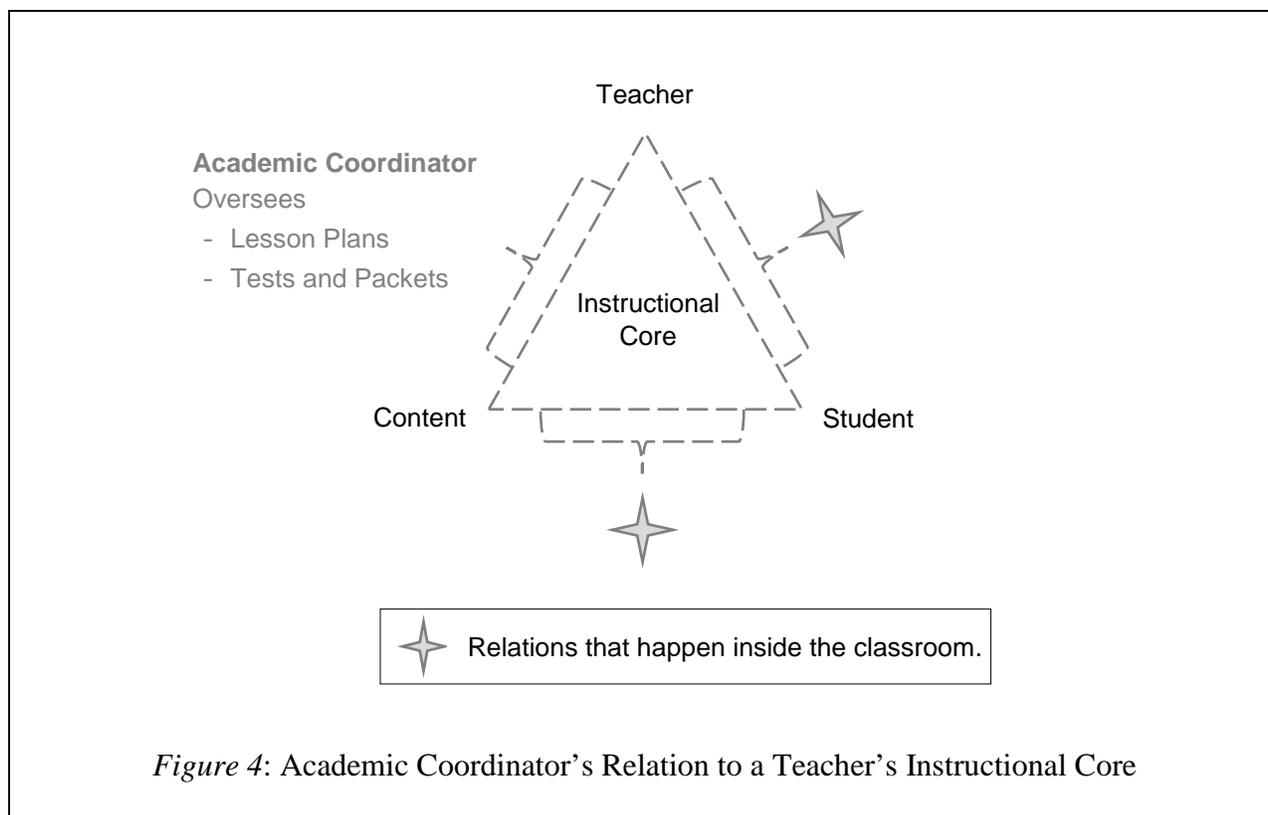 Teacher
Academic Coordinator
Oversees
- Lesson Plans
- Tests and Packets
Instructional
Core
Content
Student
Relations that happen inside the classroom.
Figure 4: Academic Coordinator’s Relation to a Teacher’s Instructional Core